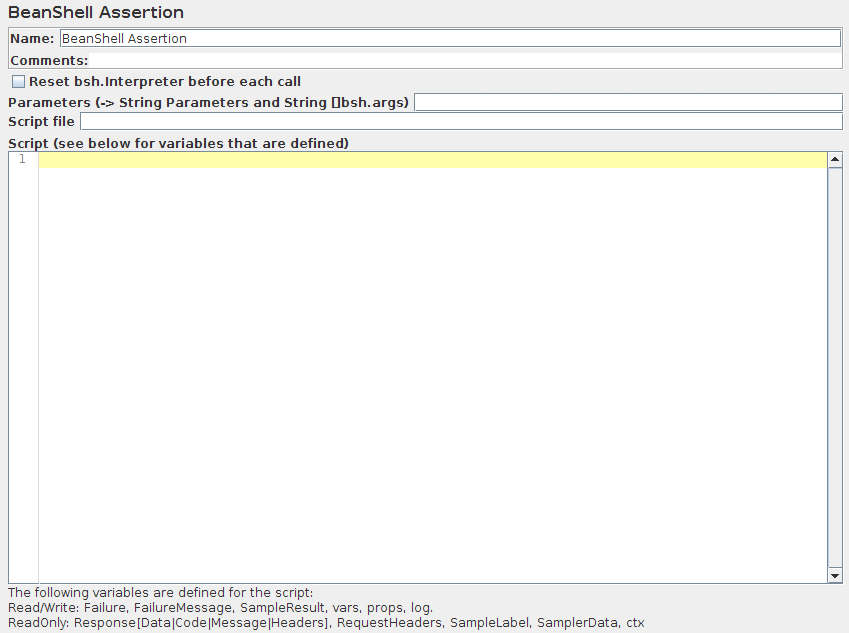 BeanShell Assertion
Name: BeanShell Assertion
Comments:
Reset bsh.Interpreter before each call
Parameters (-> String Parameters and String []bsh.args)
Script file
Script (see below for variables that are defined)
1
The following variables are defined for the script:
Read/Write: Failure, FailureMessage, SampleResult, vars, props, log.
ReadOnly: Response[Data|Code|Message|Headers], RequestHeaders, SampleLabel, SamplerData, ctx